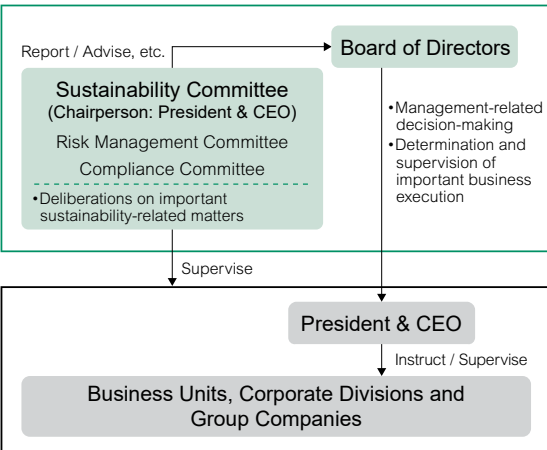 Report / Advise, etc.
Board of Directors
Sustainability Committee
(Chairperson: President & CEO)
Risk Management Committee
Compliance Committee
•Deliberations on important
sustainability-related matters
•Management-related
decision-making
•Determination and
supervision of
important business
execution
Supervise
President & CEO
Instruct / Supervise
Business Units, Corporate Divisions and
Group Companies